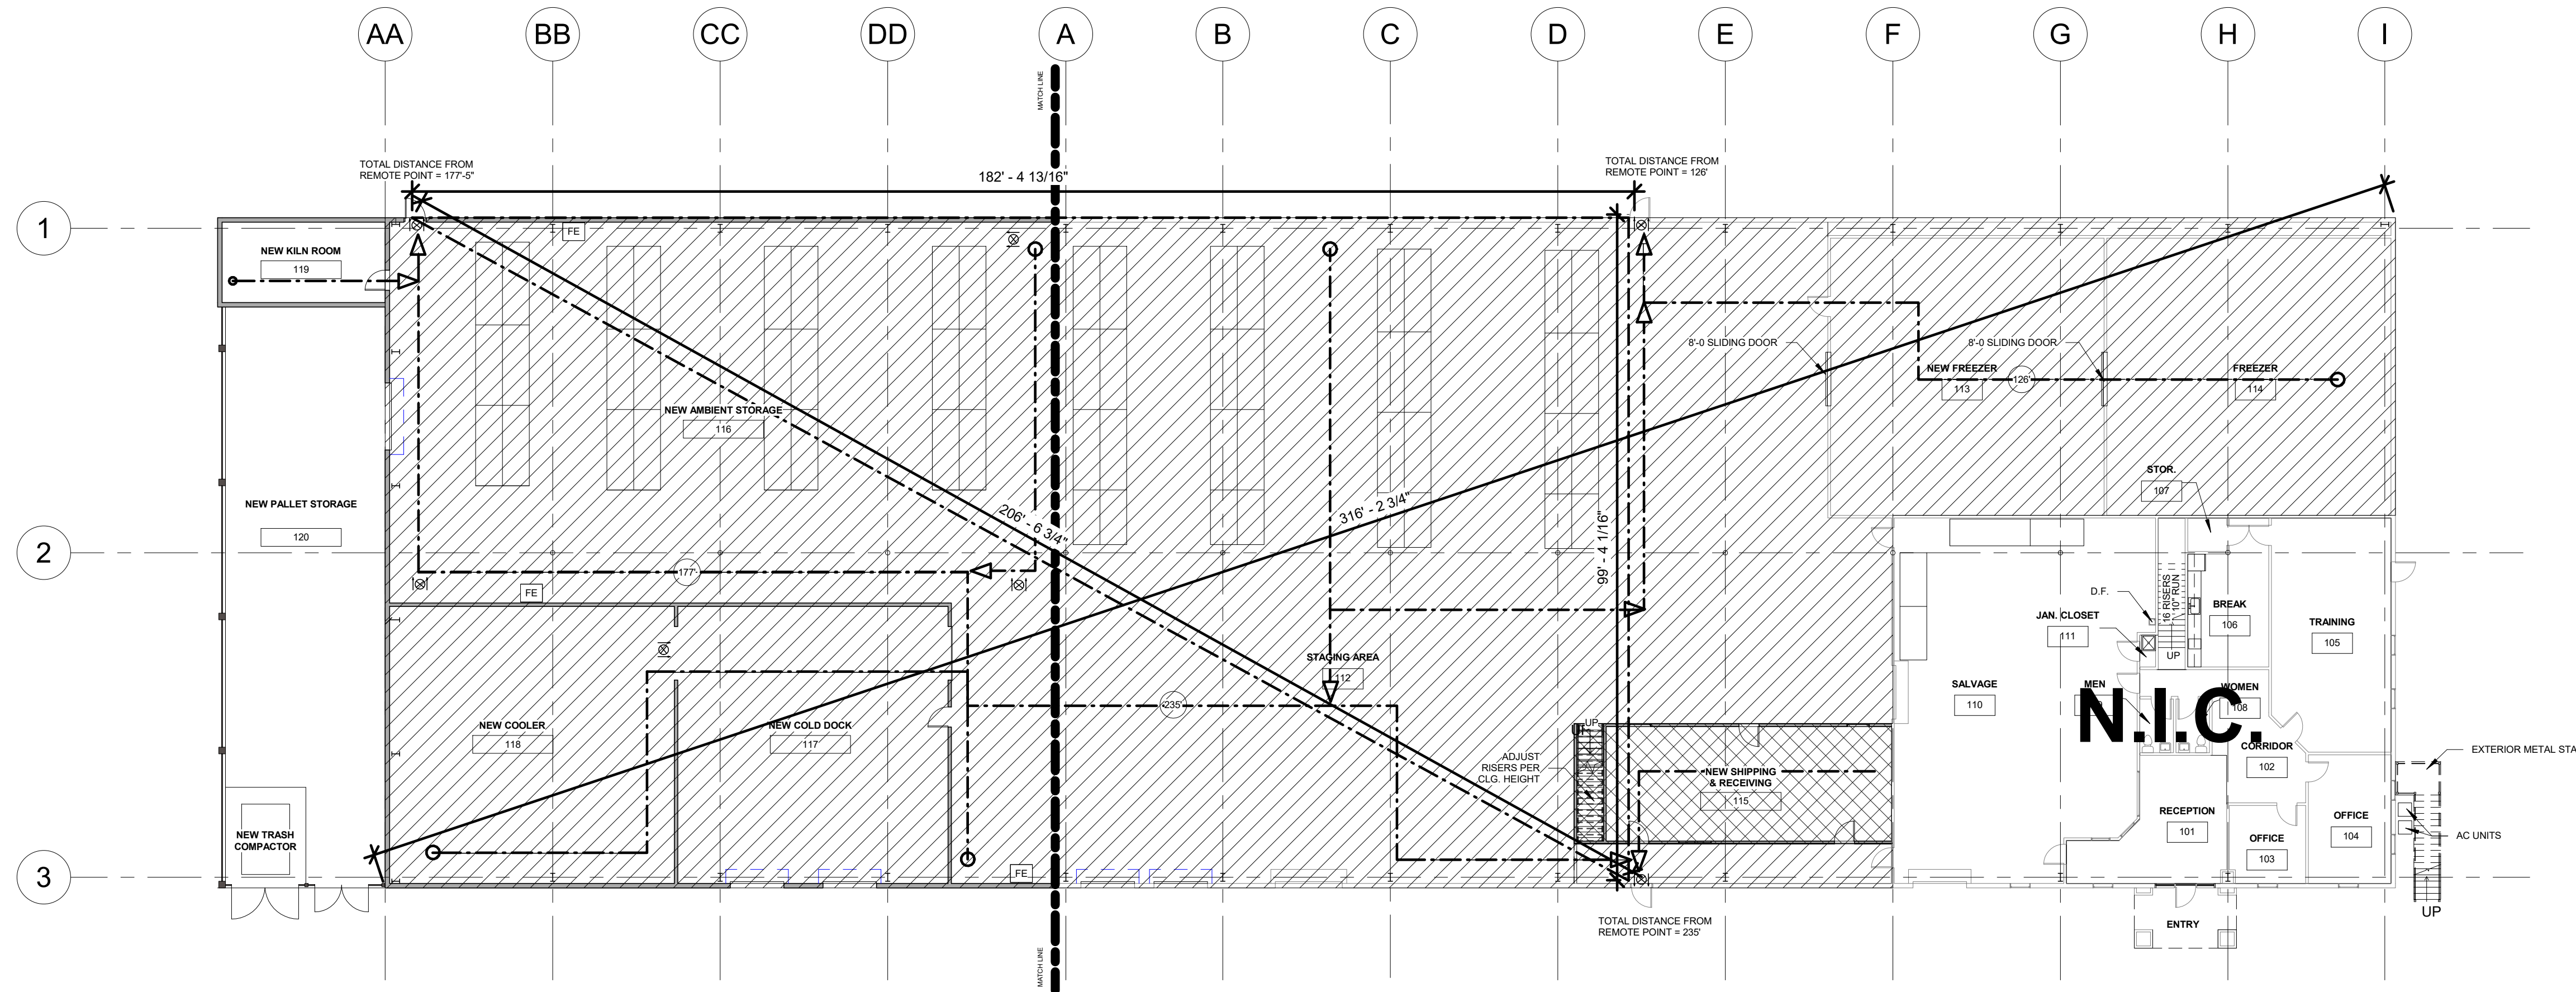 AA
BB
CC
DD
A
B
C
D
E
F
G
H
I
MATCH LINE
TOTAL DISTANCE FROM
REMOTE POINT = 177'-5"
182' - 4 13/16"
TOTAL DISTANCE FROM
REMOTE POINT = 126'
1
FE
NEW KILN ROOM
119
8'-0 SLIDING DOOR
8'-0 SLIDING DOOR
NEW FREEZER
113
126'
FREEZER
114
NEW AMBIENT STORAGE
116
STOR.
107
NEW PALLET STORAGE
120
206' - 6 3/4"
316' - 2 3/4"
99' - 4 1/16"
2
177'
FE
16 RISERS
10" RUN
UP
D.F.
JAN. CLOSET
111
BREAK
106
TRAINING
105
STAGING AREA
112
235'
SALVAGE
110
MEN
WOMEN
108
N.I.C.
NEW COOLER
118
NEW COLD DOCK
117
UP
ADJUST
RISERS PER
CLG. HEIGHT
NEW SHIPPING
& RECEIVING
115
CORRIDOR
102
EXTERIOR METAL STA
NEW TRASH
COMPACTOR
RECEPTION
101
OFFICE
103
OFFICE
104
AC UNITS
3
FE
UP
TOTAL DISTANCE FROM
REMOTE POINT = 235'
ENTRY
MATCH LINE